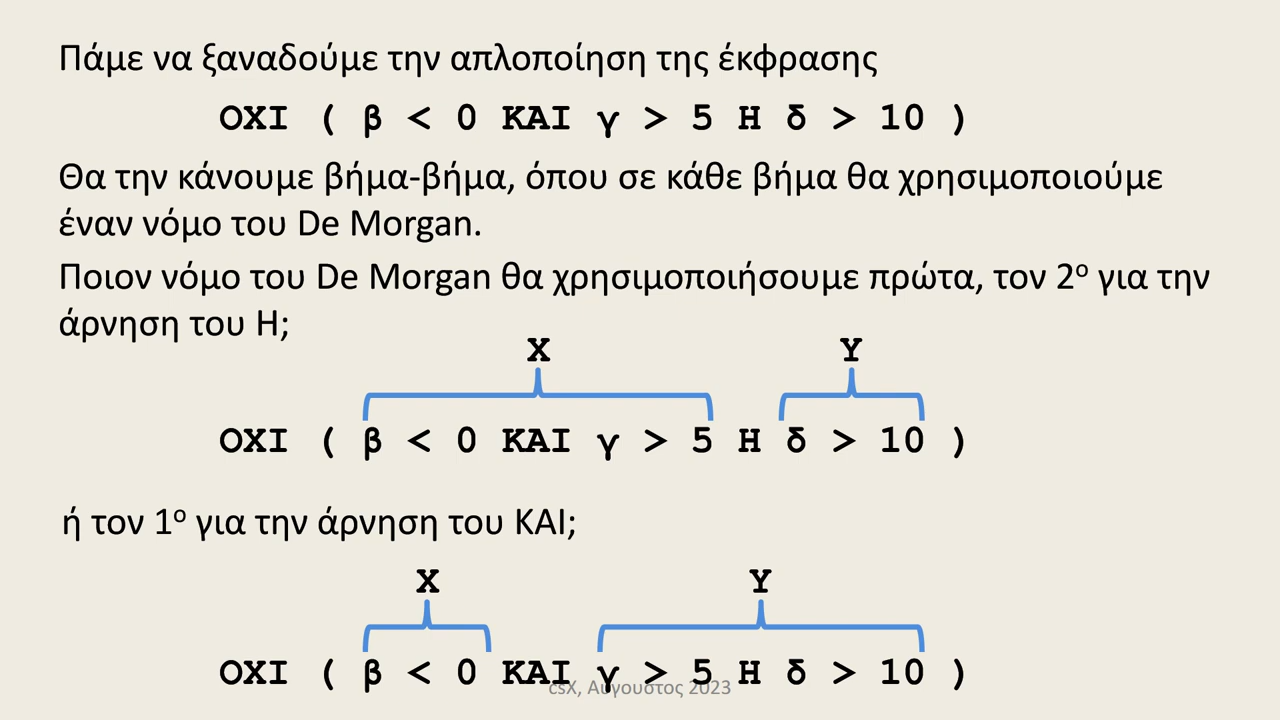 Πάμε να ξαναδούμε την απλοποίηση της έκφρασης
ΟΧΙ ( β < 0 ΚΑΙ γ > 5 Η δ > 10 )
Θα την κάνουμε βήμα-βήμα, όπου σε κάθε βήμα θα χρησιμοποιούμε
έναν νόμο του De Morgan.
Ποιον νόμο του De Morgan θα χρησιμοποιήσουμε πρώτα, τον 2ο για την
άρνηση του Η;
X Y
ΟΧΙ ( β < 0 ΚΑΙ γ > 5 Η δ > 10 )
ή τον 1ο για την άρνηση του ΚΑΙ;
X Y
ΟΧΙ ( β < 0 ΚΑΙ γ > 5 Η δ > 10 )
csX, Αύγουστος 2023